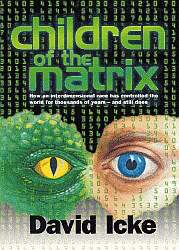 children
of the matrix
How an interdimensional race has controlled the
world for thousands of years - and still does
David Icke